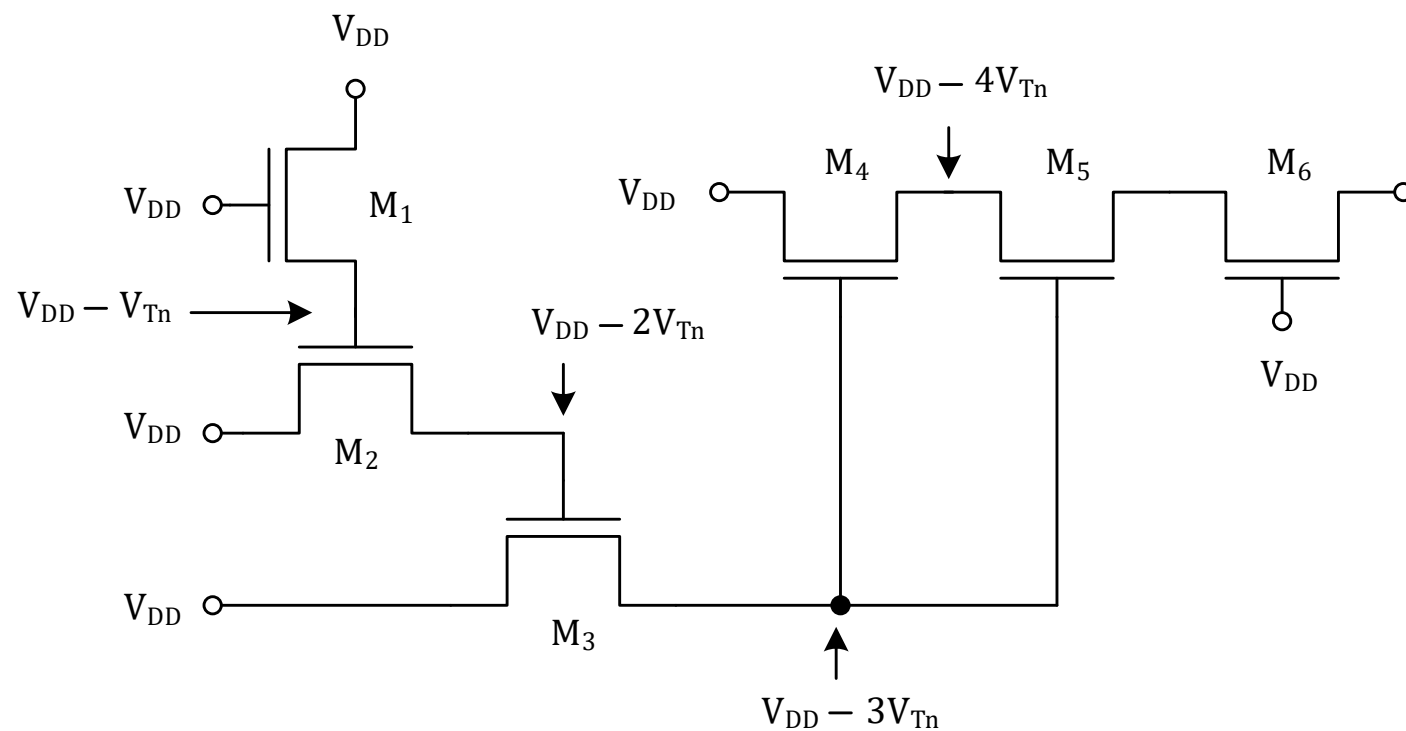 V_DD
V_DD – 4V_Tn
M_4 M_5 M_6
V_DD
V_DD
M_1
V_DD – V_Tn
V_DD – 2V_Tn
V_DD
V_DD
M_2
V_DD
M_3
V_DD – 3V_Tn